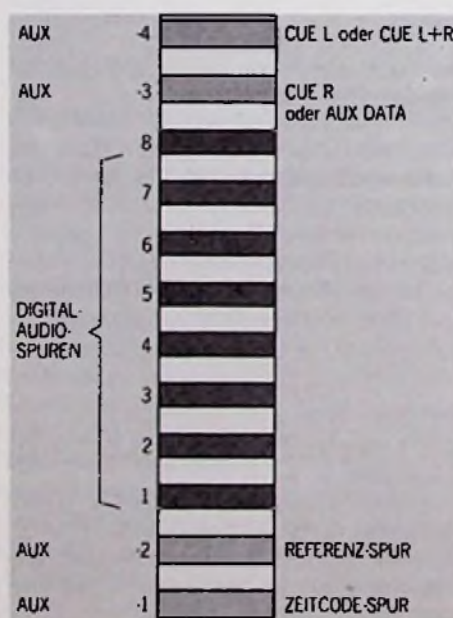 AUX -4 CUE L oder CUE L+R
AUX -3 CUE R
oder AUX DATA
8
7
6
5
DIGITAL-
AUDIO-
SPUREN
4
3
2
1
AUX -2 REFERENZ-SPUR
AUX -1 ZEITCODE-SPUR